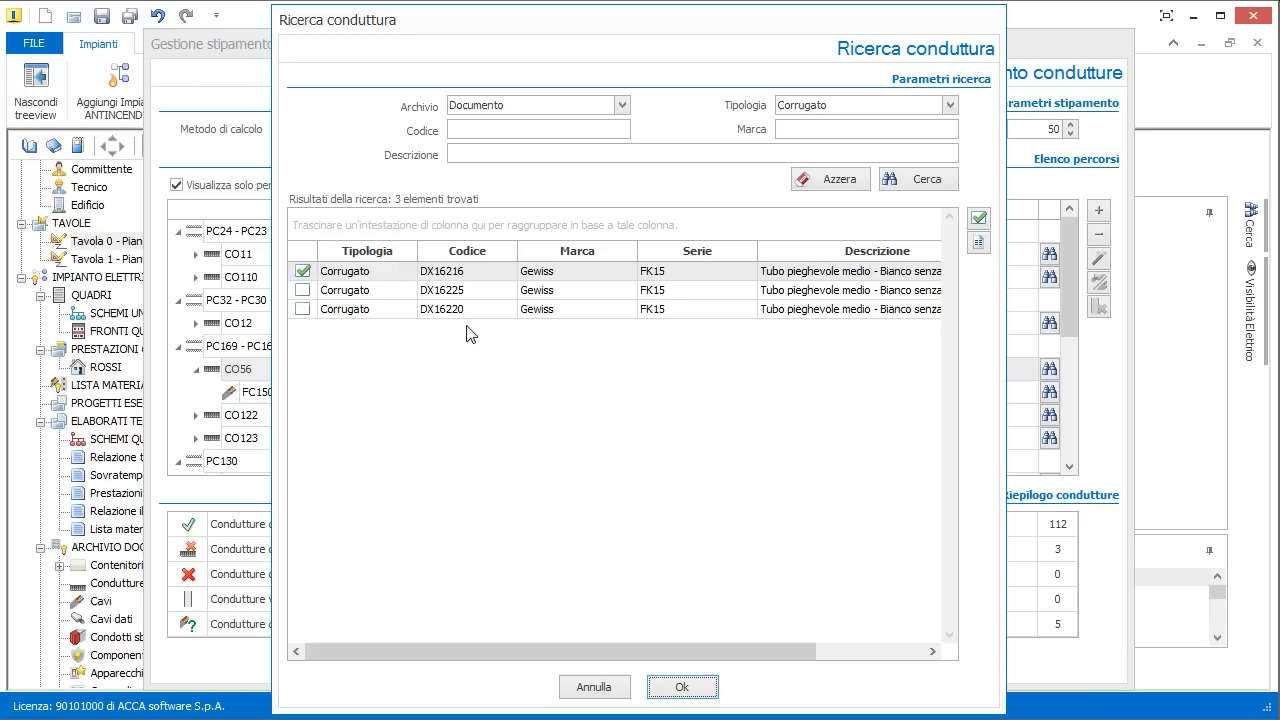 Ricerca conduttura
FILE
Impianti
Gestione stipamento
Ricerca conduttura
Parametri ricerca
Nascondi
treeview
Aggiungi Impia
ANTINCEND
Archivio
Documento
Tipologia
Corrugato
Codice
Marca
Descrizione
Azzera
Cerca
Metodo di calcolo
nto condutture
arametri stipamento
50
Elenco percorsi
Visualizza solo per
Risultati della ricerca: 3 elementi trovati
Trascinare un'intestazione di colonna qui per raggruppare in base a tale colonna.
Tipologia Codice Marca Serie Descrizione
Corrugato DX16216 Gewiss FK15 Tubo pieghevole medio - Bianco senza
Corrugato DX16225 Gewiss FK15 Tubo pieghevole medio - Bianco senza
Corrugato DX16220 Gewiss FK15 Tubo pieghevole medio - Bianco senza
Committente
Tecnico
Edificio
TAVOLE
Tavola 0 - Pian
Tavola 1 - Pian
IMPIANTO ELETTRI
QUADRI
SCHEMI UN
FRONTI QU
PRESTAZIONI
ROSSI
LISTA MATERIA
PROGETTI ESE
ELABORATI TE
SCHEMI QU
Relazione t
Sovratemp
Prestazioni
Relazione il
Lista mater
ARCHIVIO DOC
Contenitori
Condutture
Cavi
Cavi dati
Condotti sb
Component
Apparecchi
PC24 - PC23
CO11
CO110
PC32 - PC30
CO12
PC169 - PC16
CO56
FC150
CO122
CO123
PC130
Condutture
Condutture
Condutture
Condutture
Condutture
Riepilogo condutture
112
3
0
0
5
Cerca
Visibilità Elettrico
Annulla
Ok
Licenza: 90101000 di ACCA software S.p.A.